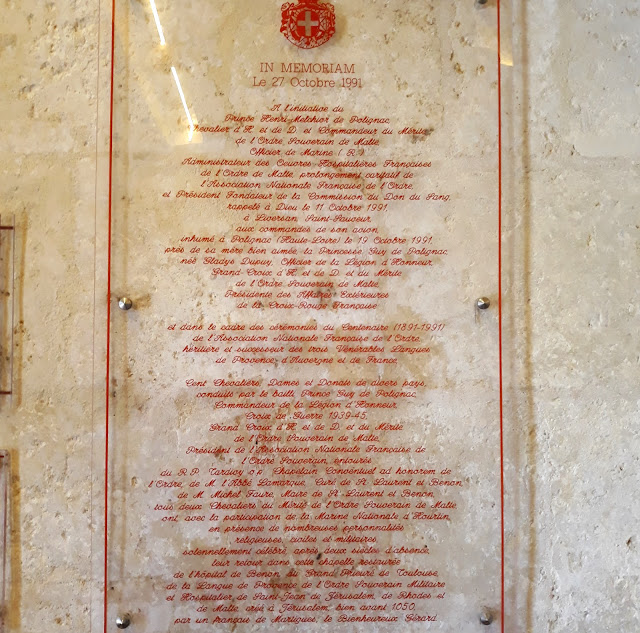 IN MEMORIAM
Le 27 Octobre 1991
A l'initiative du
Prince Henri-Melchior de Polignac
Chevalier d'H. et de D. et Commandeur du Mérite
de l'Ordre Souverain de Malte
Officier de Marine (.R.)
Administrateur des Oeuvres Hospitalières Françaises
de l'Ordre de Malte, prolongement caritatif de
l'Association Nationale Française de l'Ordre,
et Président Fondateur de la Commission du Don du Sang,
rappelé à Dieu le 11 Octobre 1991,
à Liversan, Saint-Sauveur
aux commandes de son avion,
inhumé à Polignac (Haute-Loire) le 19 Octobre 1991,
près de sa mère bien aimée, la Princesse Guy de Polignac,
née Gladys Dupuy, Officier de la Légion d'Honneur,
Grand-Croix d'H. et de D. et du Mérite
de l'Ordre Souverain de Malte,
Présidente des Affaires Extérieures
de la Croix-Rouge Française
et dans le cadre des cérémonies du Centenaire (1891-1991)
de l'Association Nationale Française de l'Ordre,
héritière et successeur des trois Vénérables Langues
de Provence d'Auvergne et de France,
Cent Chevaliers, Dames et Donats de divers pays,
conduits par le bailli, Prince Guy de Polignac,
Commandeur de la Légion d'Honneur,
Croix de Guerre 1939-45,
Grand Croix d'H. et de D. et du Mérite
de l'Ordre Souverain de Malte,
Président de l'Association Nationale Française de
l'Ordre Souverain, entourés
du R.P. Tardivy o.p. Chapelain Conventuel ad honorem de
l'Ordre, de M. l'Abbé Lamarque, Curé de St. Laurent et Benon,
de M. Michel Faure, Maire de St. Laurent et Benon,
tous deux Chevaliers du Mérite de l'Ordre Souverain de Malte,
ont, avec la participation de la Marine Nationale d'Hourtin,
en présence de nombreuses personnalités
religieuses, civiles et militaires,
solennellement célébré, après deux siècles d'absence,
leur retour dans cette chapelle restaurée
de l'hôpital de Benon, du Grand Prieuré de Toulouse,
de la Langue de Provence de l'Ordre Souverain Militaire
et Hospitalier de Saint-Jean de Jérusalem, de Rhodes et
de Malte, créé à Jérusalem, bien avant 1050,
par un français de Martigues, le Bienheureux Gérard.